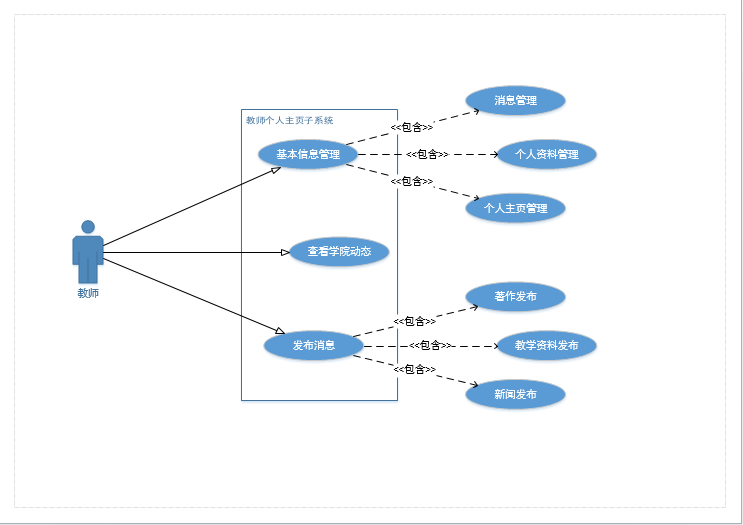 消息管理
教师个人主页子系统
<<包含>>
基本信息管理
<<包含>>
个人资料管理
<<包含>>
个人主页管理
查看学院动态
教师
著作发布
<<包含>>
发布消息
<<包含>>
教学资料发布
<<包含>>
新闻发布